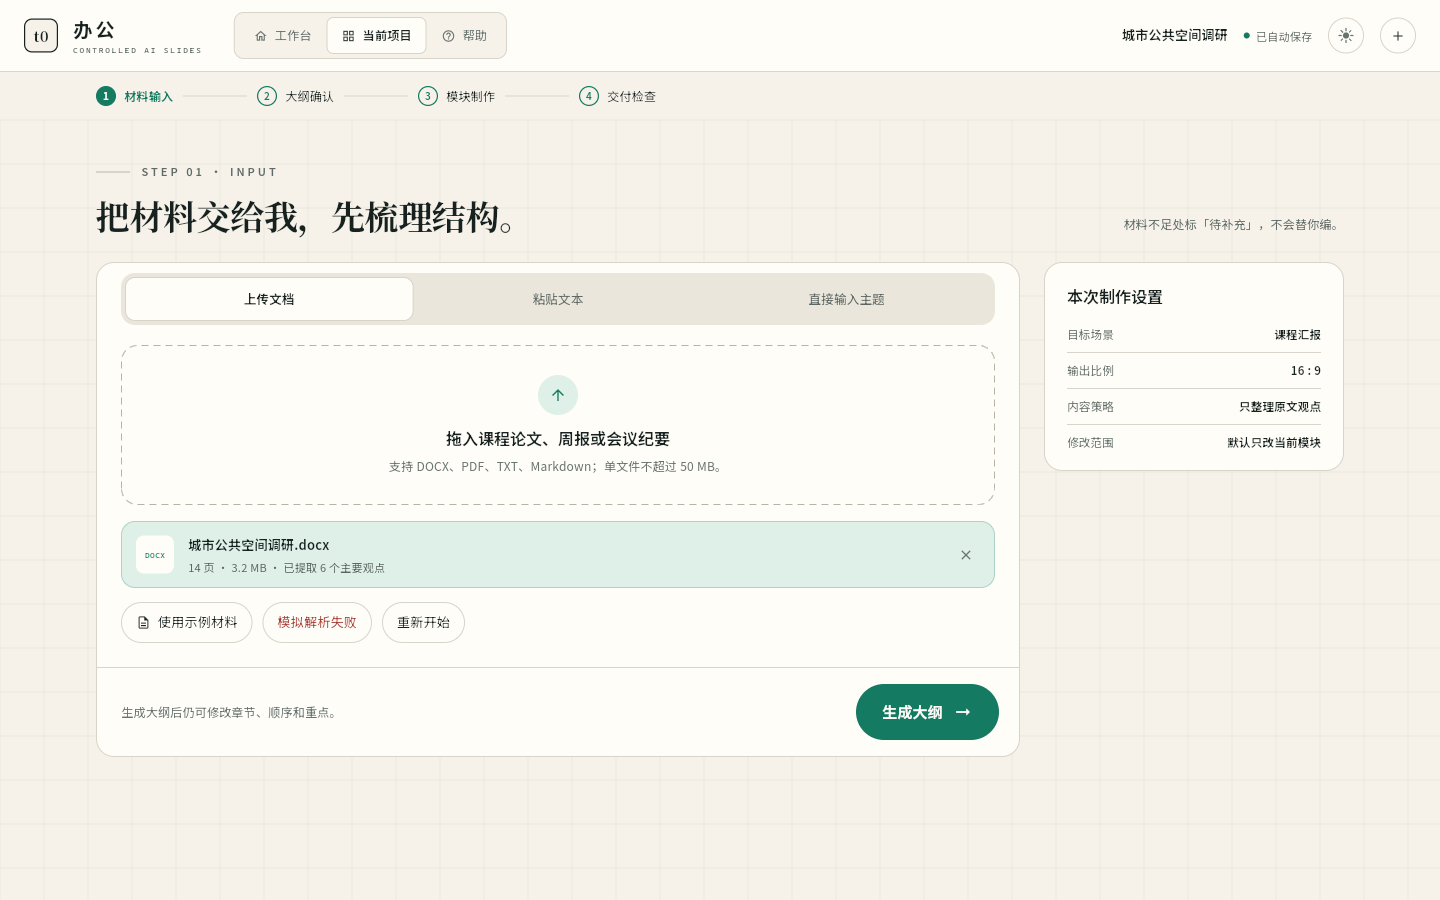 t0
办公
CONTROLLED AI SLIDES
工作台
当前项目
帮助
城市公共空间调研
已自动保存
1 材料输入
2 大纲确认
3 模块制作
4 交付检查
STEP 01 · INPUT
把材料交给我，先梳理结构。
材料不足处标「待补充」，不会替你编。
上传文档
粘贴文本
直接输入主题
拖入课程论文、周报或会议纪要
支持 DOCX、PDF、TXT、Markdown；单文件不超过 50 MB。
DOCX
城市公共空间调研.docx
14 页 · 3.2 MB · 已提取 6 个主要观点
使用示例材料
模拟解析失败
重新开始
生成大纲后仍可修改章节、顺序和重点。
生成大纲 →
本次制作设置
目标场景 课程汇报
输出比例 16:9
内容策略 只整理原文观点
修改范围 默认只改当前模块